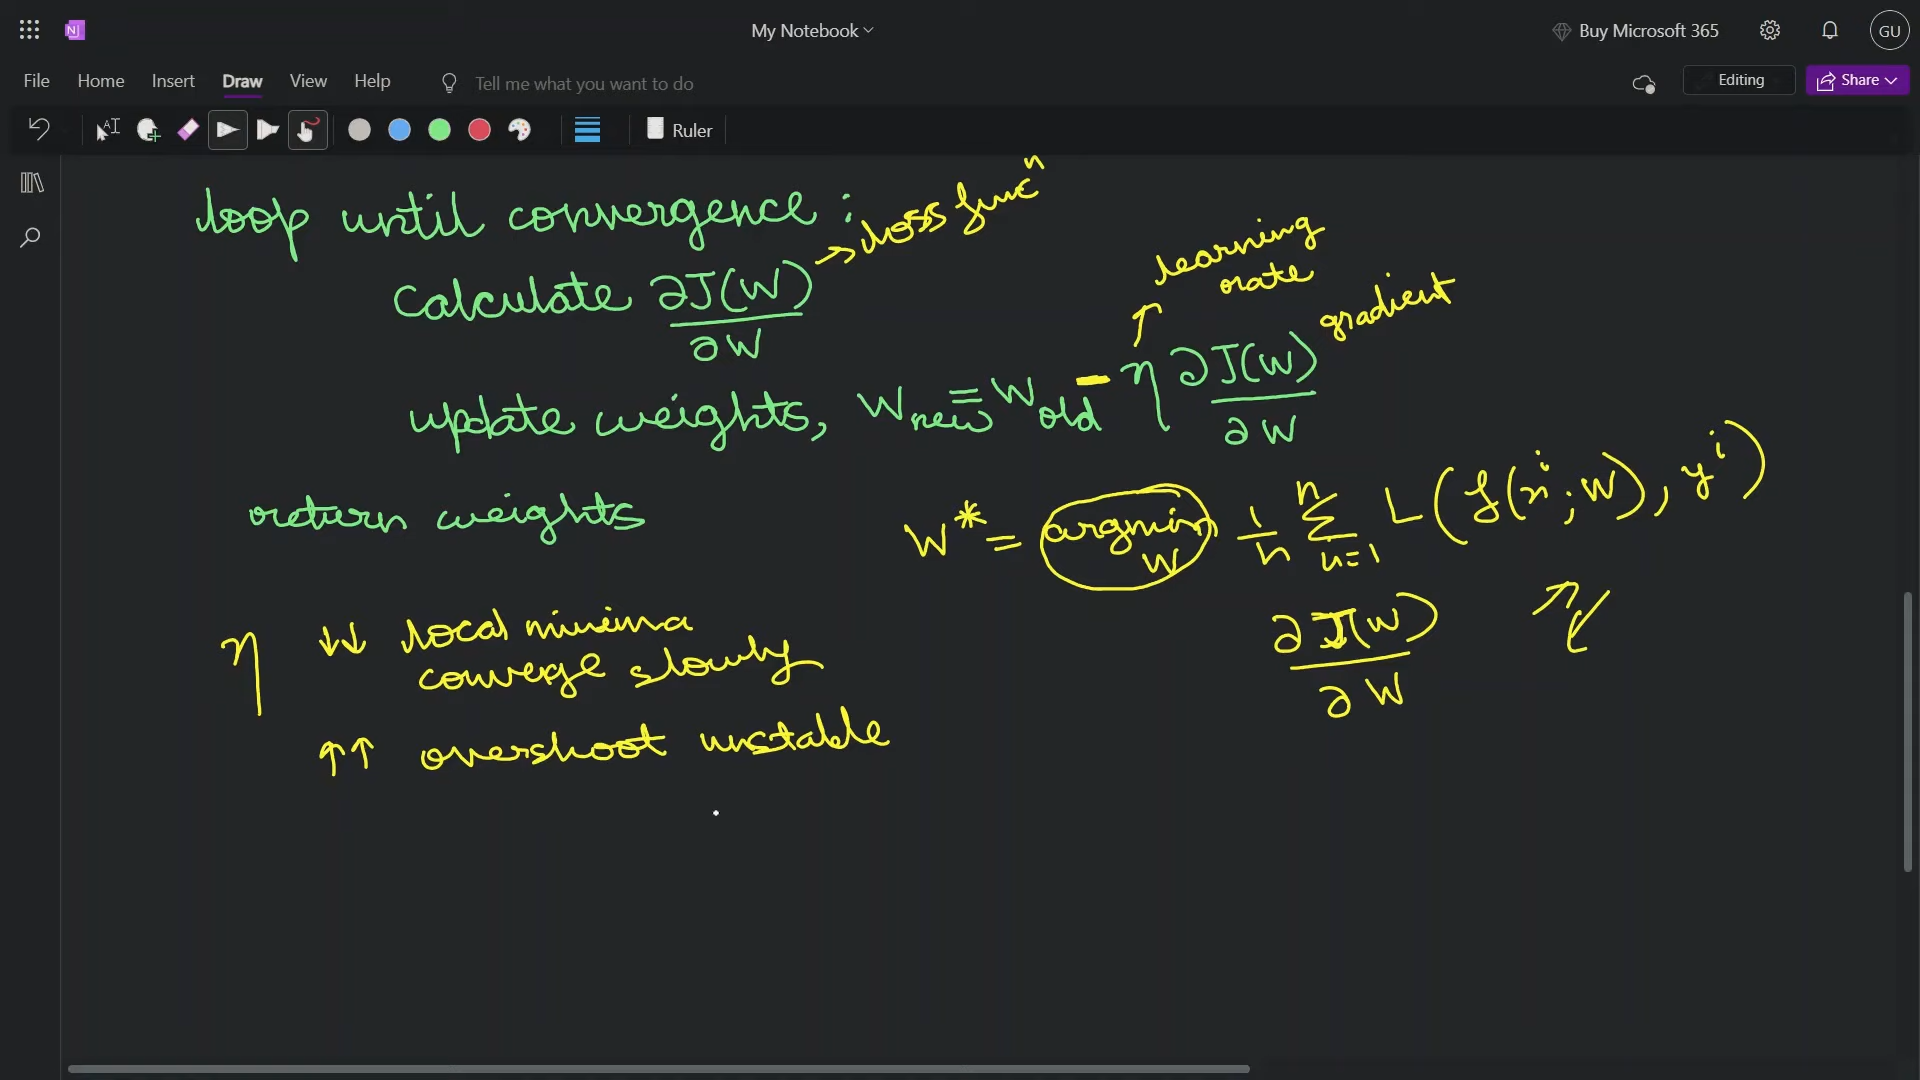 My Notebook
Buy Microsoft 365
GU
File Home Insert Draw View Help Tell me what you want to do
Editing Share
Ruler
loop until convergence :
→ loss funcⁿ
calculate ∂J(W)/∂W
learning
rate
gradient
update weights, W_new = W_old - η ∂J(W)/∂W
return weights
W* = argmin_W 1/n Σ_{n=1}^{n} L(f(x^i; W), y^i)
∂J(W)/∂W
η ↓↓ local minima
converge slowly
↑↑ overshoot unstable